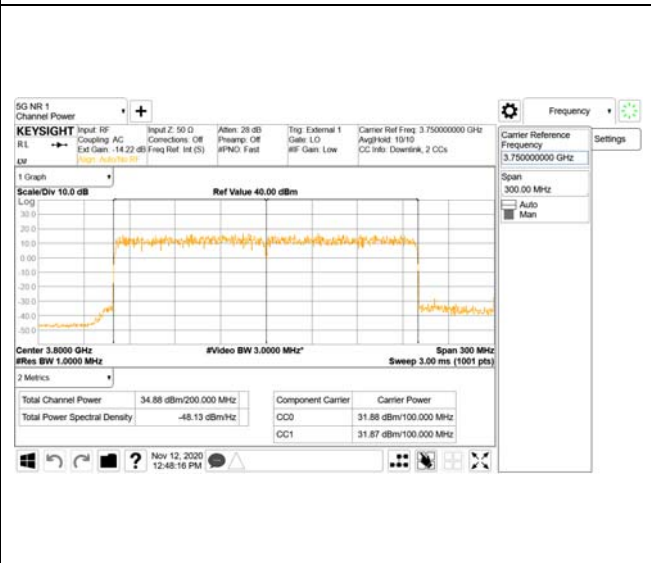 5G NR 1
Channel Power
Frequency
KEYSIGHT Input: RF Input Z: 50 Ω Atten: 28 dB Trig: External 1 Carrier Ref Freq: 3.750000000 GHz
RL Coupling: AC Corrections: Off Preamp: Off Gate: LO Avg|Hold: 10/10
Ext Gain: -14.22 dB Freq Ref: Int (S) #PNO: Fast #IF Gain: Low CC Info: Downlink, 2 CCs
Align: Auto/No RF
Carrier Reference
Frequency
3.750000000 GHz
Settings
Span
300.00 MHz
Auto
Man
1 Graph
Scale/Div 10.0 dB Ref Value 40.00 dBm
Log
30.0
20.0
10.0
0.00
-10.0
-20.0
-30.0
-40.0
-50.0
Center 3.8000 GHz #Video BW 3.0000 MHz* Span 300 MHz
#Res BW 1.0000 MHz Sweep 3.00 ms (1001 pts)
2 Metrics
Total Channel Power 34.88 dBm/200.000 MHz Component Carrier Carrier Power
Total Power Spectral Density -48.13 dBm/Hz CC0 31.88 dBm/100.000 MHz
CC1 31.87 dBm/100.000 MHz
Nov 12, 2020
12:48:16 PM